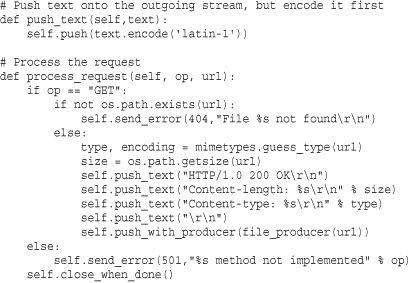 # Push text onto the outgoing stream, but encode it first
def push_text(self,text):
    self.push(text.encode('latin-1'))

# Process the request
def process_request(self, op, url):
    if op == "GET":
        if not os.path.exists(url):
            self.send_error(404,"File %s not found\r\n")
        else:
            type, encoding = mimetypes.guess_type(url)
            size = os.path.getsize(url)
            self.push_text("HTTP/1.0 200 OK\r\n")
            self.push_text("Content-length: %s\r\n" % size)
            self.push_text("Content-type: %s\r\n" % type)
            self.push_text("\r\n")
            self.push_with_producer(file_producer(url))
    else:
        self.send_error(501,"%s method not implemented" % op)
    self.close_when_done()